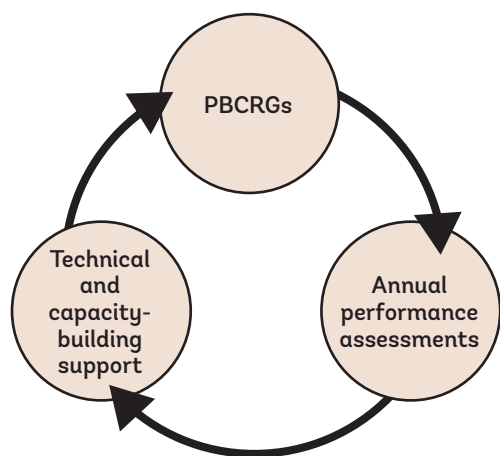 PBCRGs
Technical
and
capacity-
building
support
Annual
performance
assessments